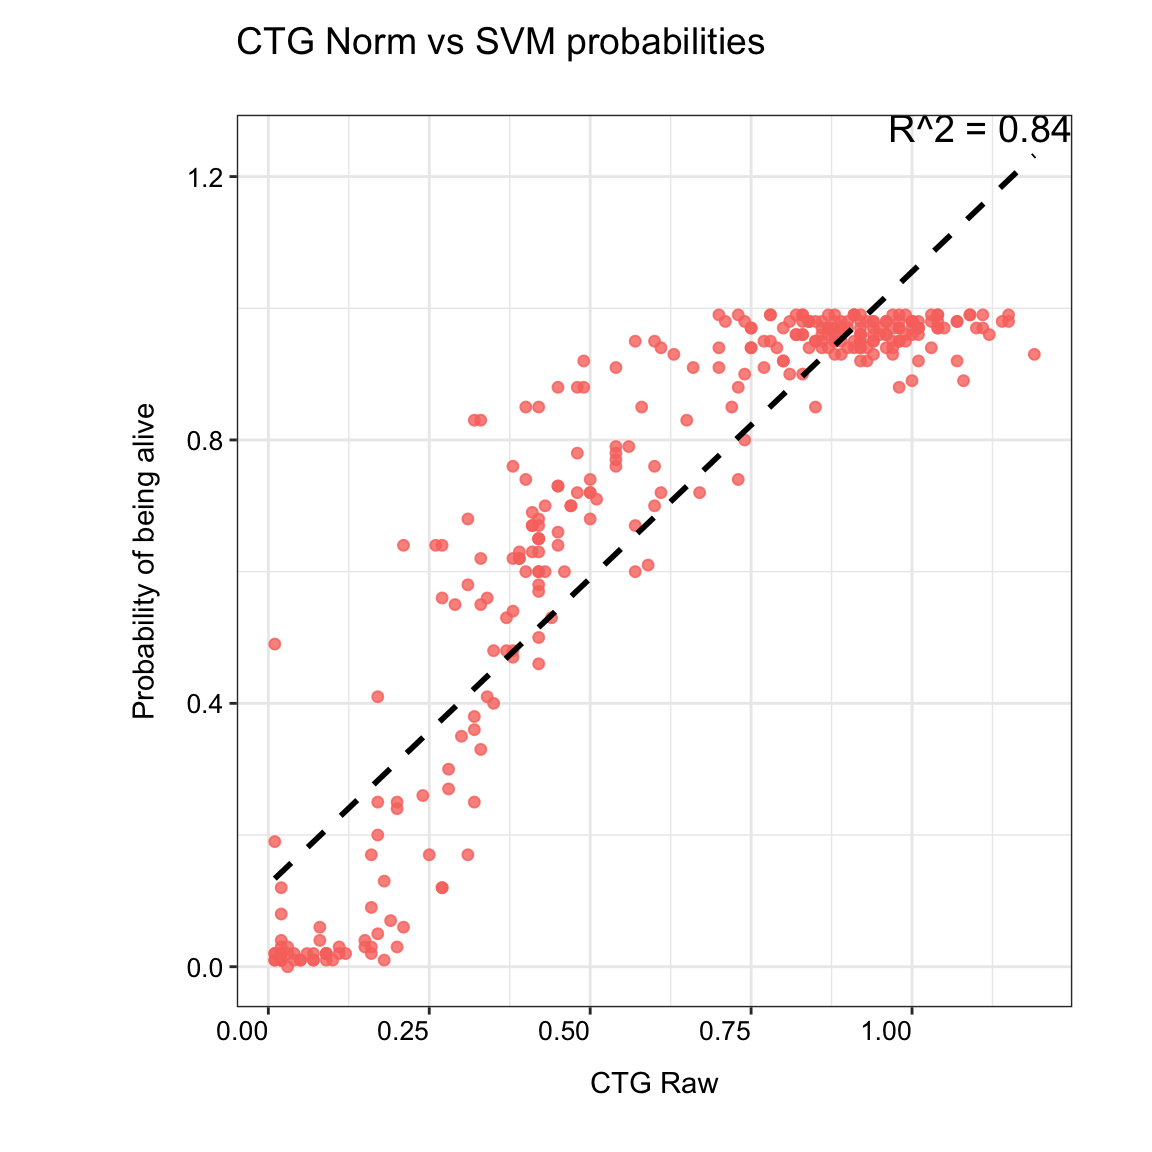 CTG Norm vs SVM probabilities
R^2 = 0.84
1.2
0.8
0.4
0.0
Probability of being alive
0.00 0.25 0.50 0.75 1.00
CTG Raw